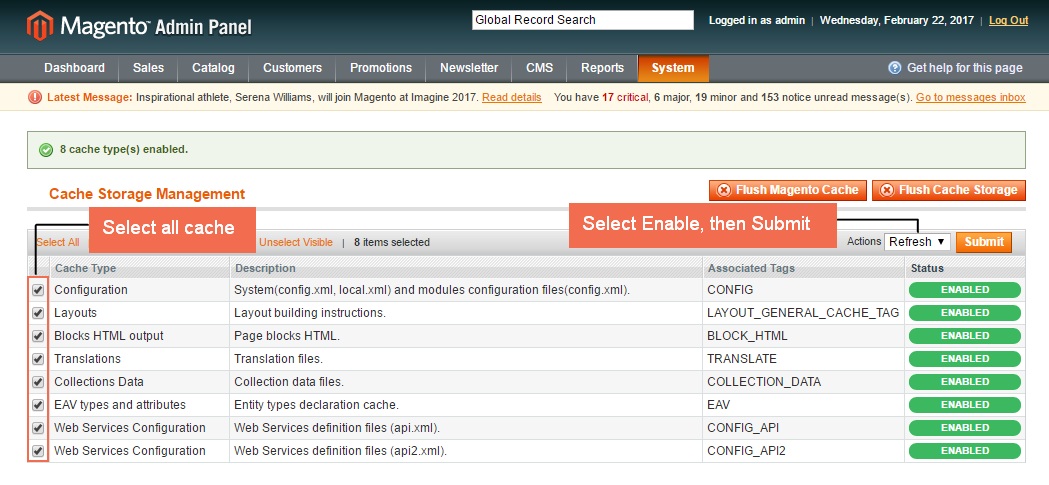 Magento™ Admin Panel
Global Record Search
Logged in as admin | Wednesday, February 22, 2017 | Log Out
Dashboard Sales Catalog Customers Promotions Newsletter CMS Reports System Get help for this page
Latest Message: Inspirational athlete, Serena Williams, will join Magento at Imagine 2017. Read details You have 17 critical, 6 major, 19 minor and 153 notice unread message(s). Go to messages inbox
8 cache type(s) enabled.
Cache Storage Management Flush Magento Cache Flush Cache Storage
Select all cache
Select Enable, then Submit
Select All Unselect Visible | 8 items selected Actions Refresh Submit
Cache Type Description Associated Tags Status
Configuration System(config.xml, local.xml) and modules configuration files(config.xml). CONFIG ENABLED
Layouts Layout building instructions. LAYOUT_GENERAL_CACHE_TAG ENABLED
Blocks HTML output Page blocks HTML. BLOCK_HTML ENABLED
Translations Translation files. TRANSLATE ENABLED
Collections Data Collection data files. COLLECTION_DATA ENABLED
EAV types and attributes Entity types declaration cache. EAV ENABLED
Web Services Configuration Web Services definition files (api.xml). CONFIG_API ENABLED
Web Services Configuration Web Services definition files (api2.xml). CONFIG_API2 ENABLED